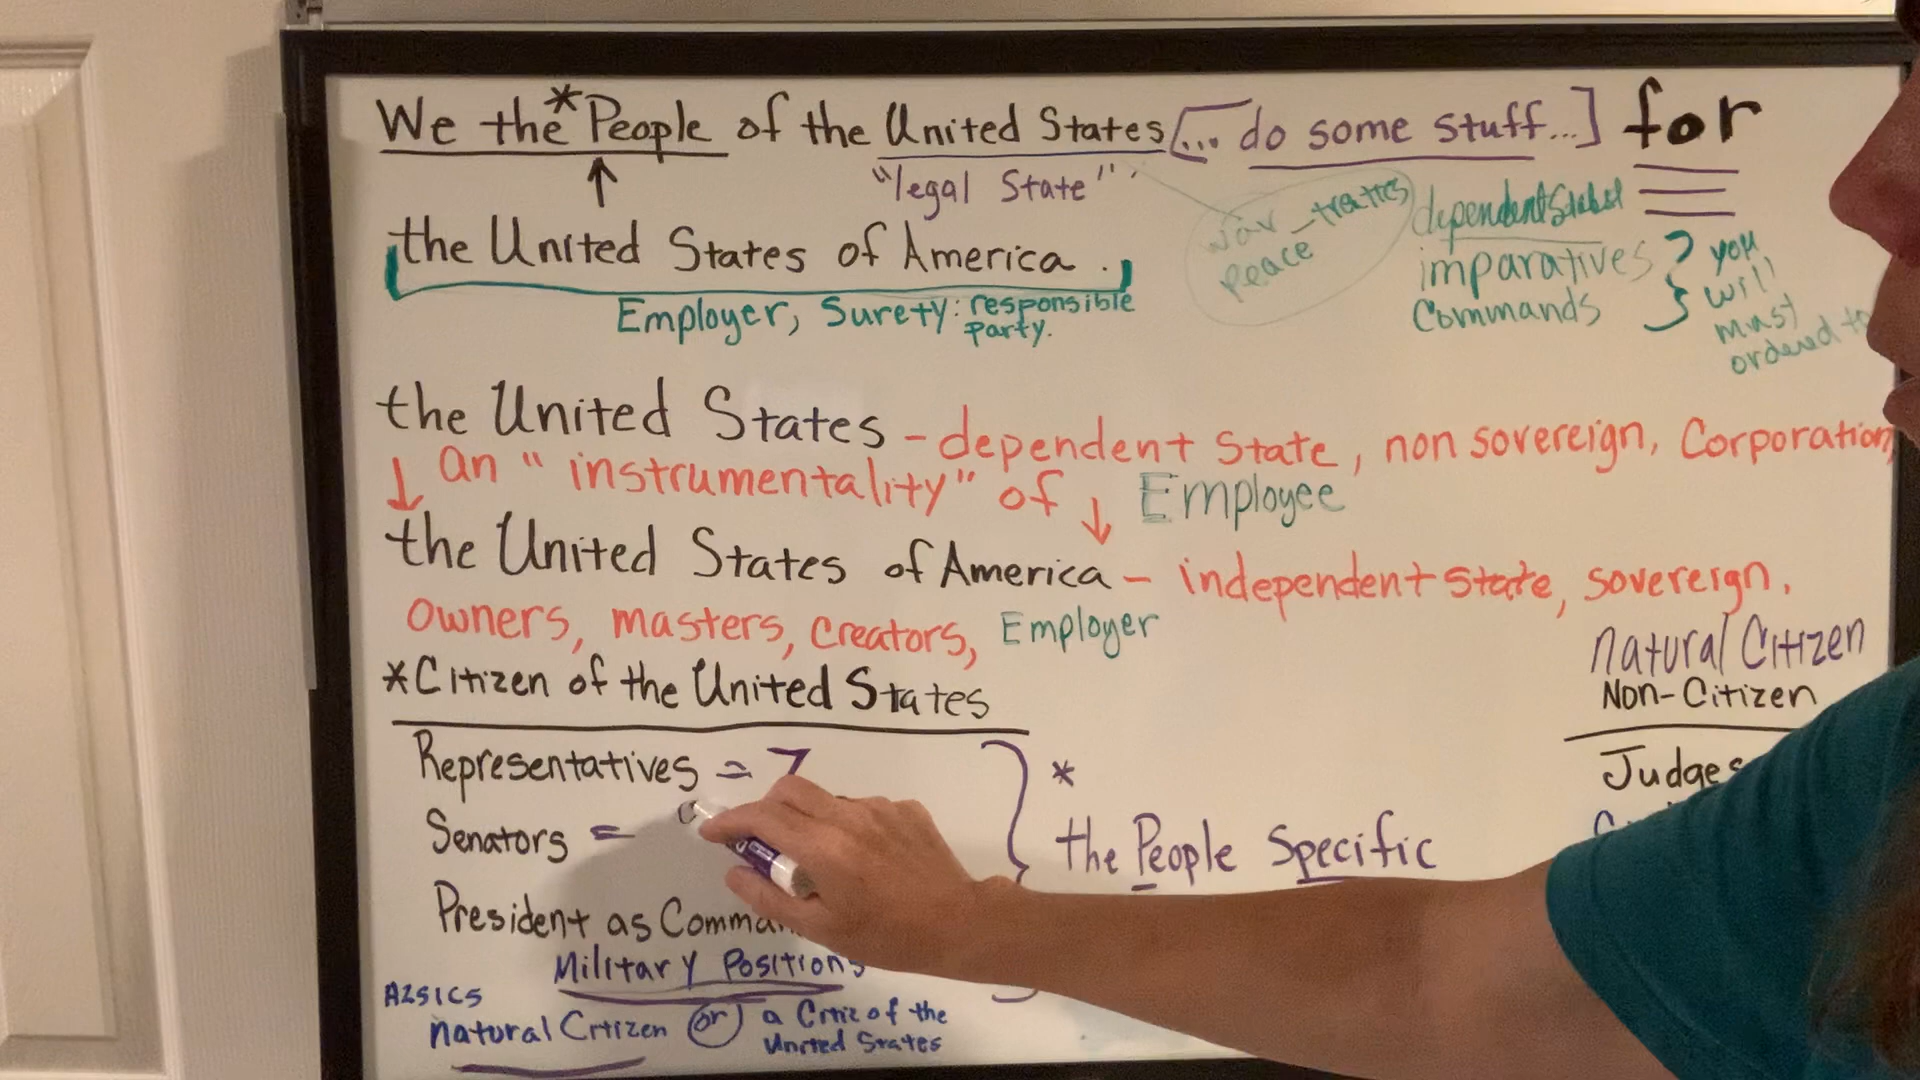 We the *People of the United States [... do some stuff...] for
"legal State"
the United States of America.
Employer, Surety: responsible
party.
war - treaties
peace
dependent
imparatives
Commands
you
will
must
ordered to
the United States - dependent State, non sovereign, Corporation,
an "instrumentality" of Employee
the United States of America - independent State, sovereign,
owners, masters, creators, Employer
*Citizen of the United States
Representatives = 7
Senators =
President as
Military Positions
A2S1C5
natural Citizen or a Citiz of the
United States
*
the People Specific
natural Citizen
Non-Citizen
Judges